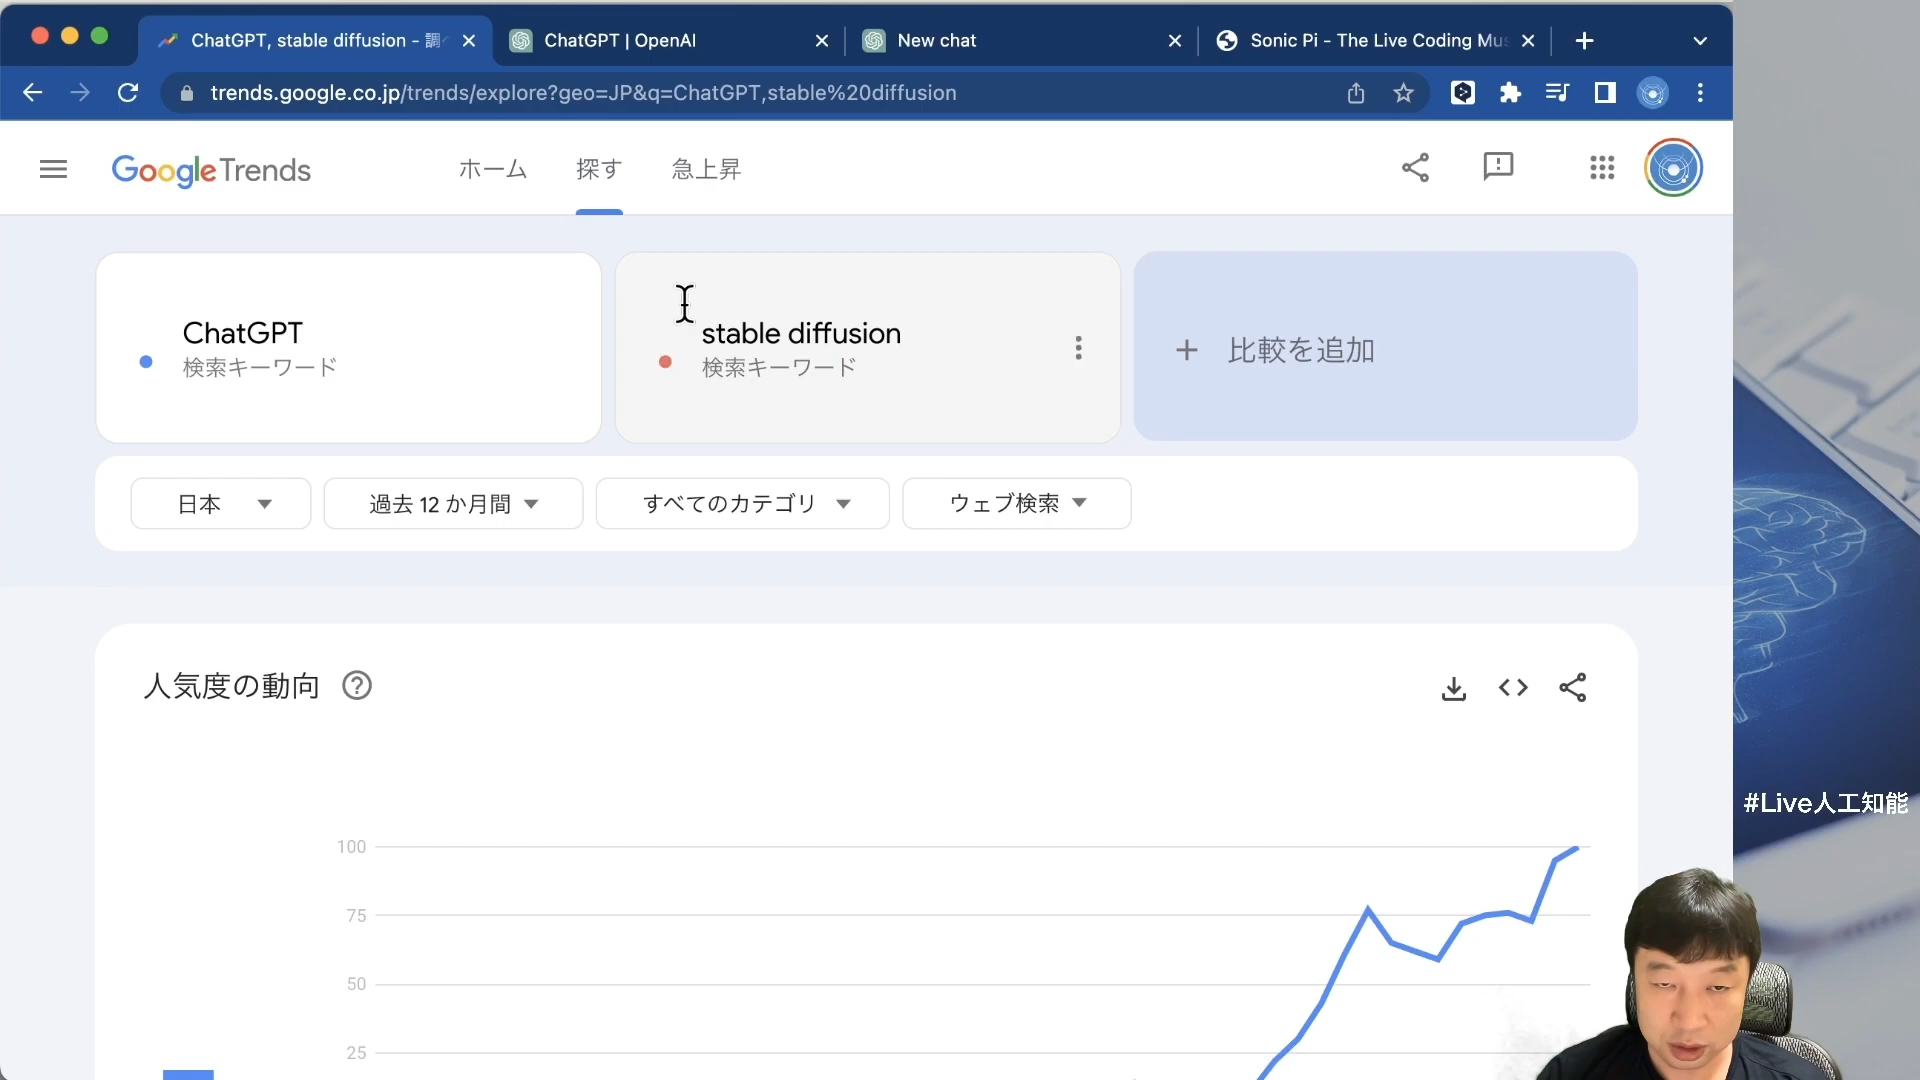 ChatGPT, stable diffusion - 調べ
ChatGPT | OpenAI
New chat
Sonic Pi - The Live Coding Mus
trends.google.co.jp/trends/explore?geo=JP&q=ChatGPT,stable%20diffusion
Google Trends
ホーム
探す
急上昇
ChatGPT
検索キーワード
stable diffusion
検索キーワード
+ 比較を追加
日本
過去 12 か月間
すべてのカテゴリ
ウェブ検索
人気度の動向
100
75
50
25
#Live人工知能